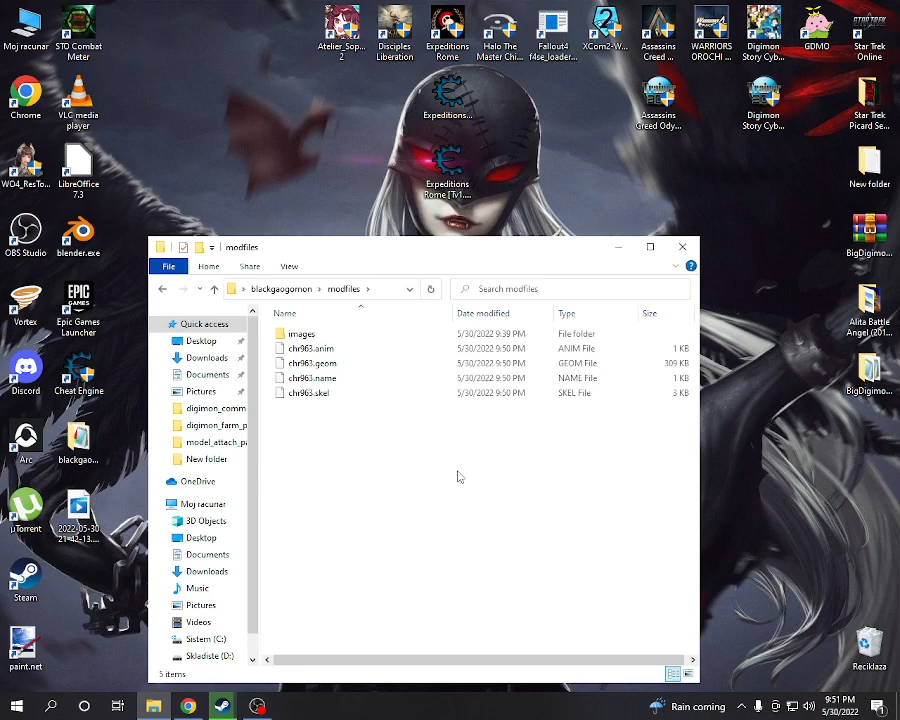 Moj racunar
STO Combat
Meter
Atelier_Sop...
2
Disciples
Liberation
Expeditions
Rome
Halo The
Master Chi...
Fallout4
f4se_loader...
XCom2-W...
Assassins
Creed ...
WARRIORS
OROCHI ...
Digimon
Story Cyb...
GDMO
Star Trek
Online
Chrome
VLC media
player
Expeditions...
Trainer
Assassins
Creed Ody...
Trainer
Digimon
Story Cyb...
Star Trek
Picard Se...
WO4_ResTo...
LibreOffice
7.3
Expeditions
Rome [Tv1....
New folder
OBS Studio
blender.exe
BigDigimo...
Vortex
Epic Games
Launcher
Alita Battle
Angel (201...
Discord
Cheat Engine
BigDigimo...
Arc
blackgao...
µTorrent
2022-05-30
21-42-13....
Steam
paint.net
Reciklaza
modfiles
File
Home
Share
View
blackgaogomon
modfiles
Search modfiles
Quick access
Desktop
Downloads
Documents
Pictures
digimon_comm
digimon_farm_p
model_attach_pa
New folder
OneDrive
Moj racunar
3D Objects
Desktop
Documents
Downloads
Music
Pictures
Videos
Sistem (C:)
Skladiste (D:)
Name Date modified Type Size
images 5/30/2022 9:39 PM File folder
chr963.anim 5/30/2022 9:50 PM ANIM File 1 KB
chr963.geom 5/30/2022 9:50 PM GEOM File 309 KB
chr963.name 5/30/2022 9:50 PM NAME File 1 KB
chr963.skel 5/30/2022 9:50 PM SKEL File 3 KB
5 items
Rain coming
9:51 PM
5/30/2022
1